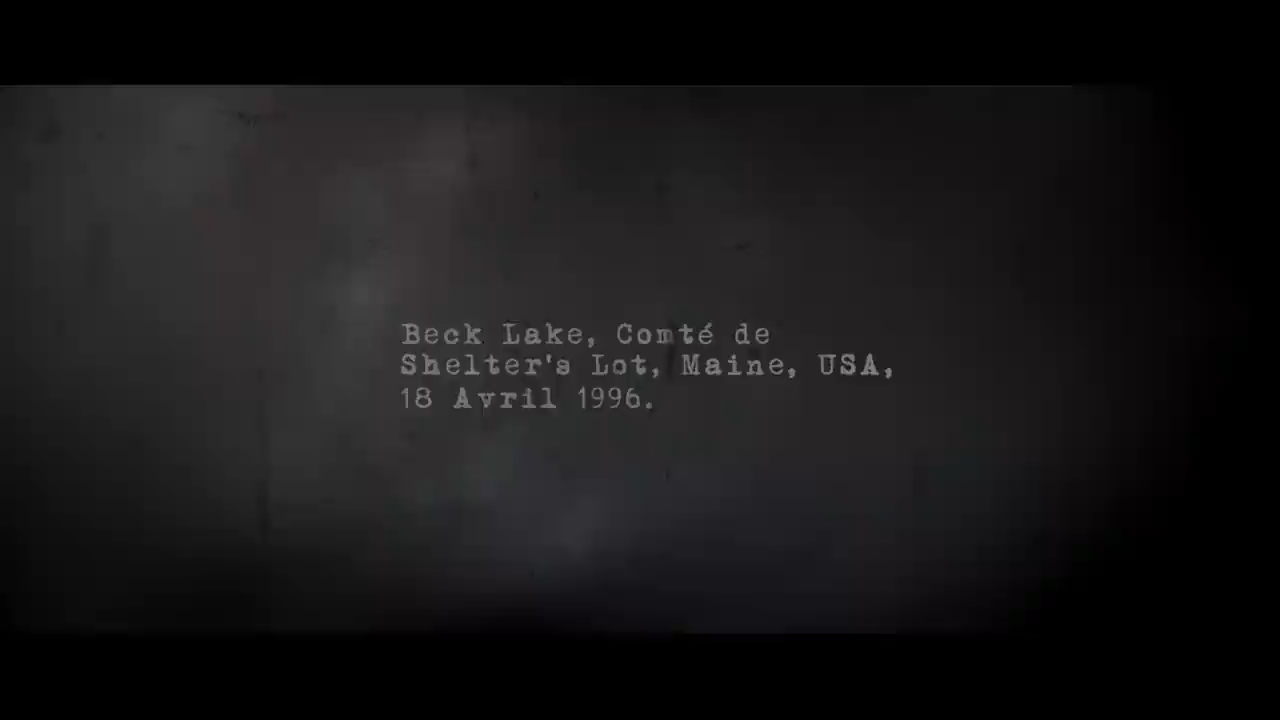 Beck Lake, Comté de
Shelter's Lot, Maine, USA,
18 Avril 1996.